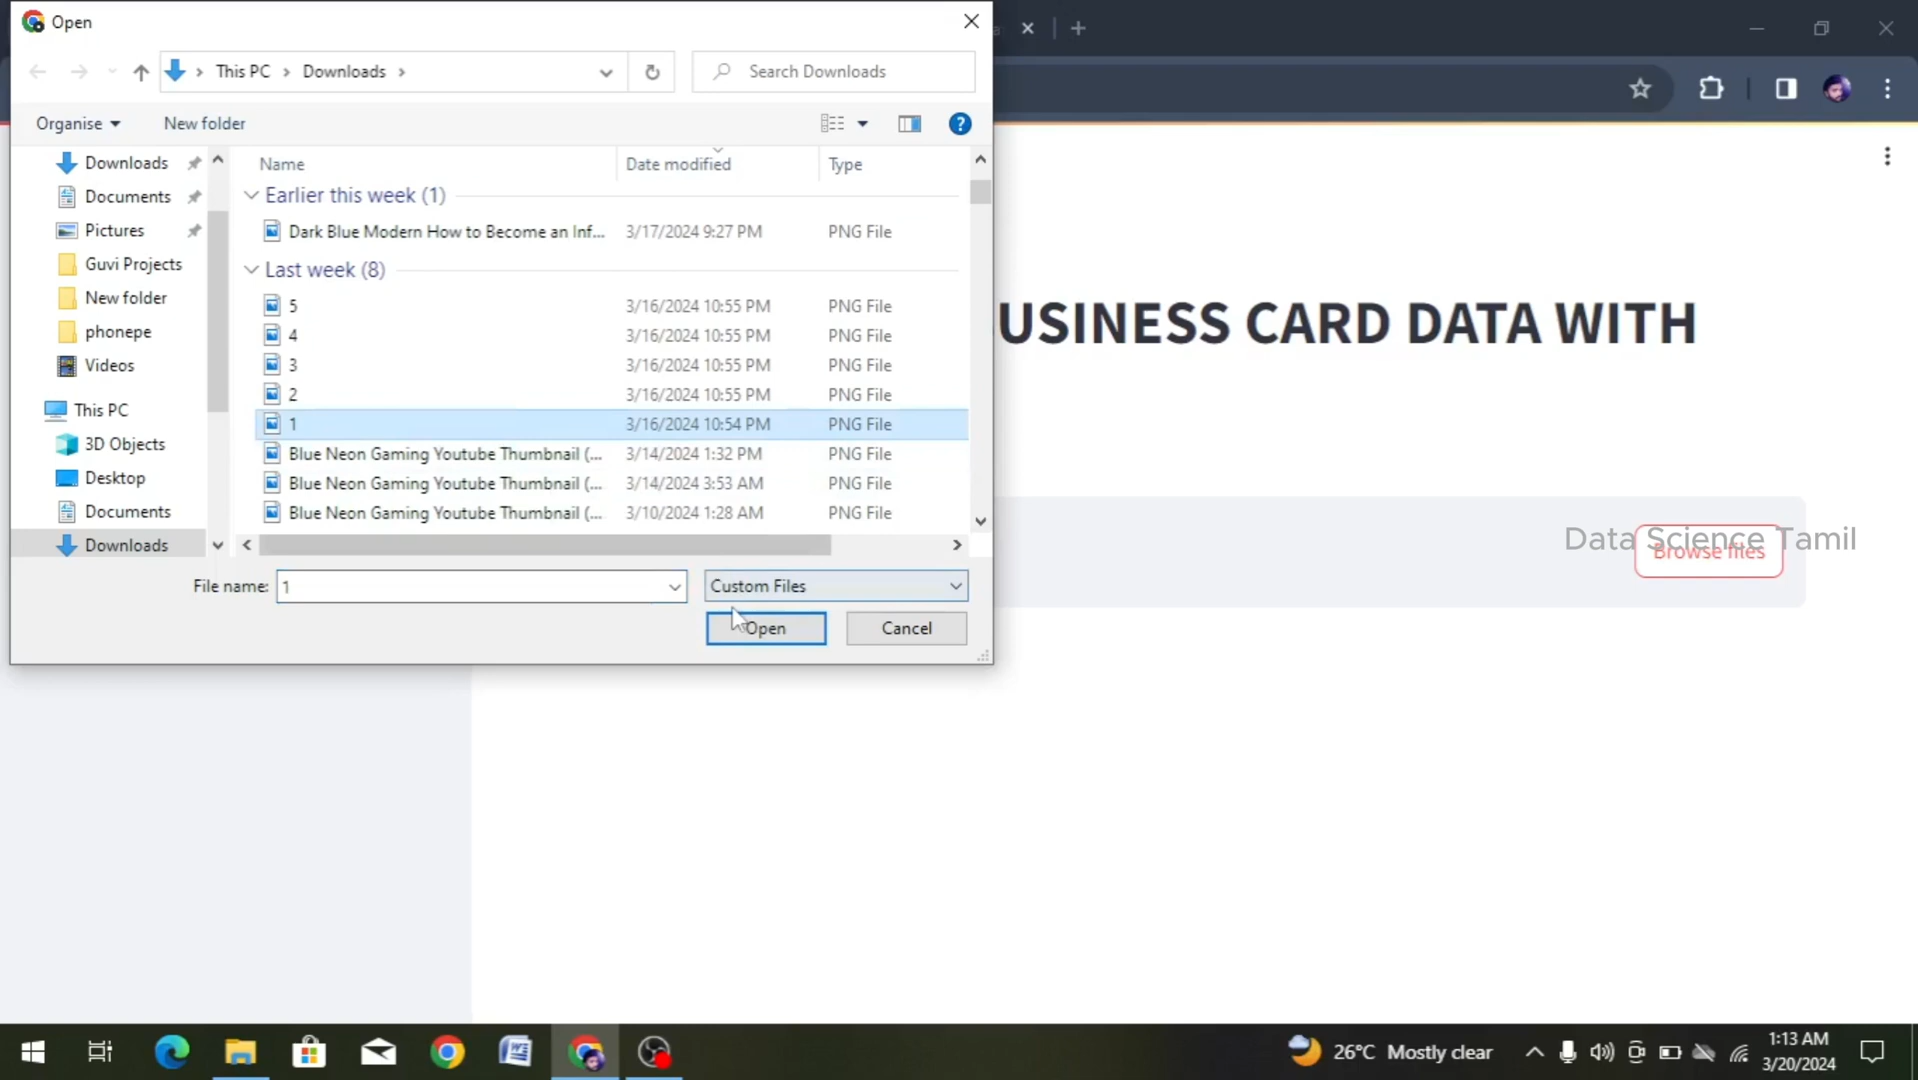 Open
This PC > Downloads >
Search Downloads
Organise
New folder
Name
Date modified
Type
Downloads
Documents
Pictures
Guvi Projects
New folder
phonepe
Videos
This PC
3D Objects
Desktop
Documents
Downloads
Earlier this week (1)
Dark Blue Modern How to Become an Inf... 3/17/2024 9:27 PM PNG File
Last week (8)
5 3/16/2024 10:55 PM PNG File
4 3/16/2024 10:55 PM PNG File
3 3/16/2024 10:55 PM PNG File
2 3/16/2024 10:55 PM PNG File
1 3/16/2024 10:54 PM PNG File
Blue Neon Gaming Youtube Thumbnail (... 3/14/2024 1:32 PM PNG File
Blue Neon Gaming Youtube Thumbnail (... 3/14/2024 3:53 AM PNG File
Blue Neon Gaming Youtube Thumbnail (... 3/10/2024 1:28 AM PNG File
File name: 1
Custom Files
Open
Cancel
USINESS CARD DATA WITH
Data Science Tamil
Browse files
26°C Mostly clear
1:13 AM
3/20/2024